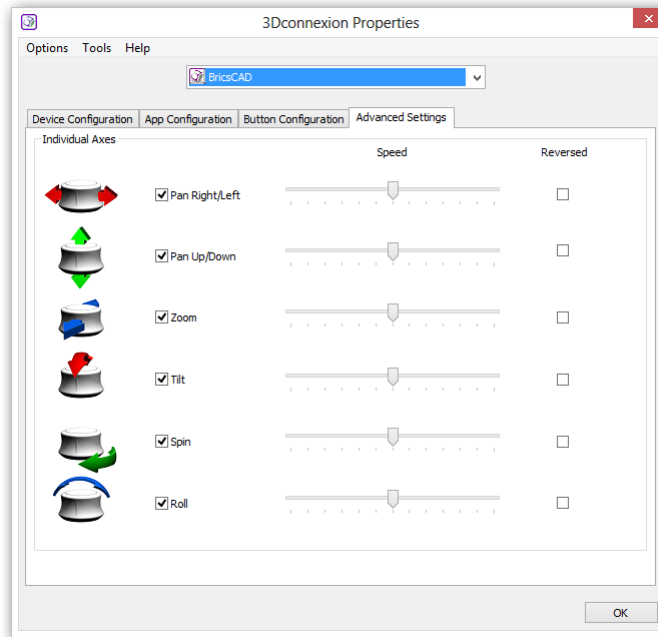 3Dconnexion Properties
Options Tools Help
BricsCAD
Device Configuration App Configuration Button Configuration Advanced Settings
Individual Axes
Speed Reversed
Pan Right/Left
Pan Up/Down
Zoom
Tilt
Spin
Roll
OK